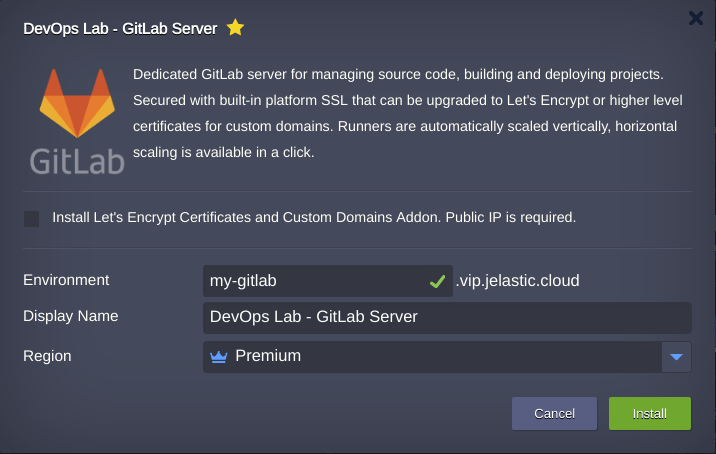 DevOps Lab - GitLab Server
Dedicated GitLab server for managing source code, building and deploying projects.
Secured with built-in platform SSL that can be upgraded to Let's Encrypt or higher level
certificates for custom domains. Runners are automatically scaled vertically, horizontal
scaling is available in a click.
GitLab
Install Let's Encrypt Certificates and Custom Domains Addon. Public IP is required.
Environment my-gitlab .vip.jelastic.cloud
Display Name DevOps Lab - GitLab Server
Region Premium
Cancel Install